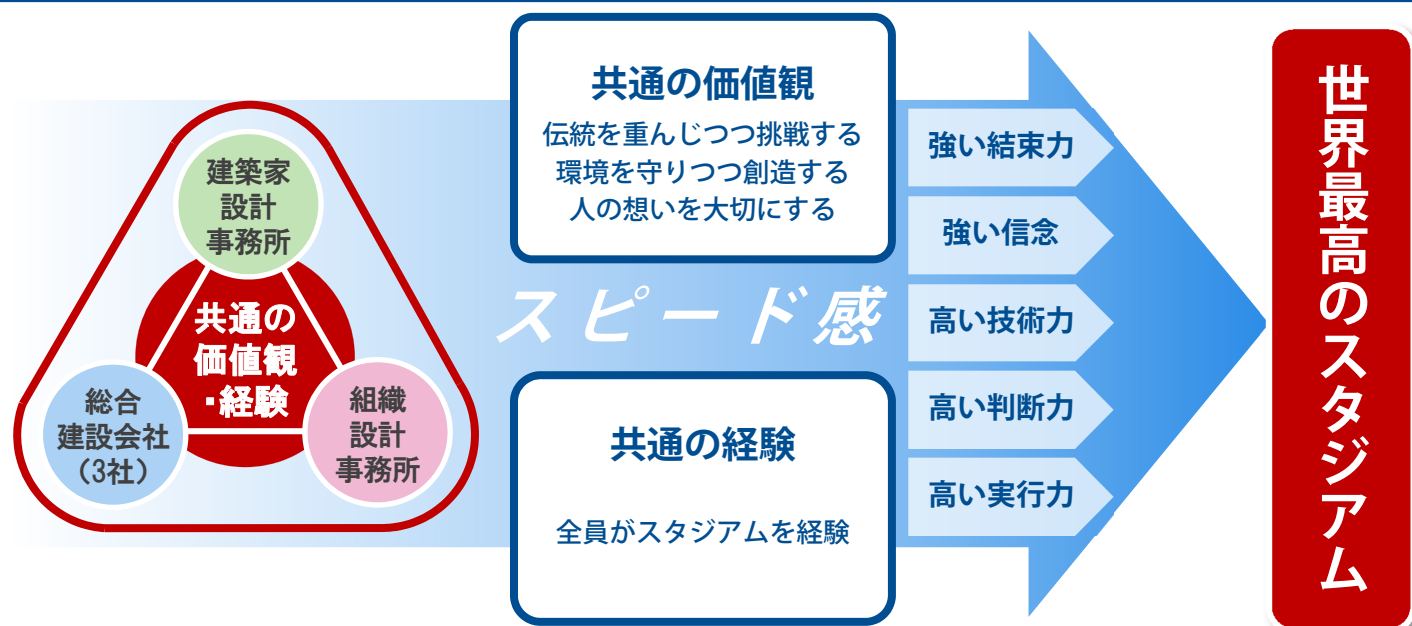 建築家
設計
事務所
共通の
価値観
・経験
総合
建設会社
(3社)
組織
設計
事務所
共通の価値観
伝統を重んじつつ挑戦する
環境を守りつつ創造する
人の想いを大切にする
スピード感
共通の経験
全員がスタジアムを経験
強い結束力
強い信念
高い技術力
高い判断力
高い実行力
世界最高のスタジアム